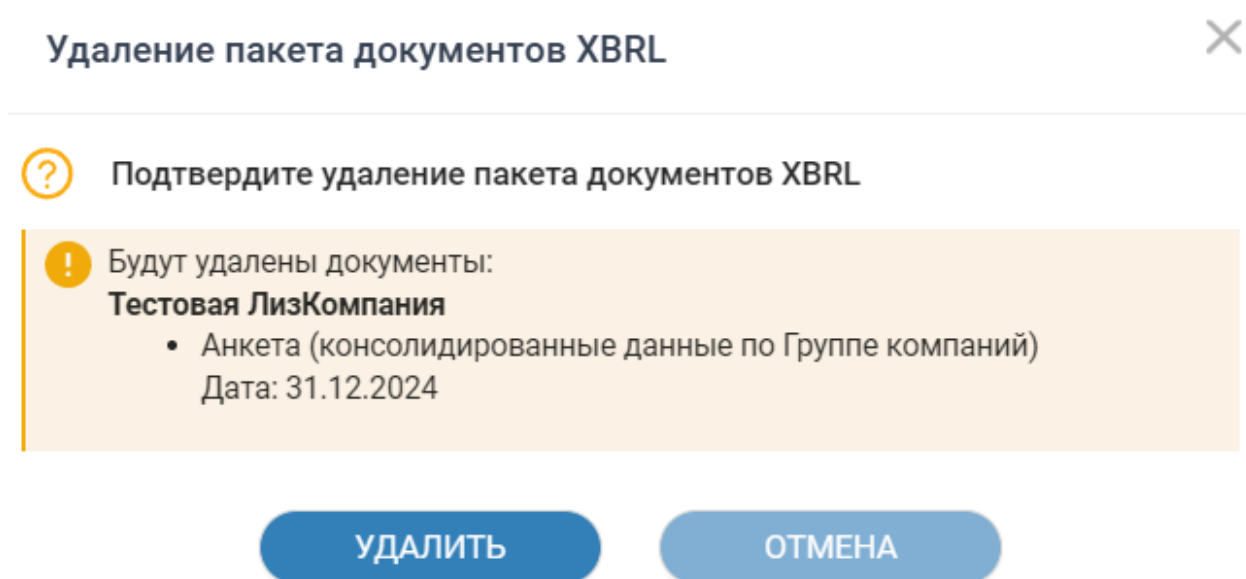 Удаление пакета документов XBRL
Подтвердите удаление пакета документов XBRL
Будут удалены документы:
Тестовая ЛизКомпания
• Анкета (консолидированные данные по Группе компаний)
Дата: 31.12.2024
УДАЛИТЬ
ОТМЕНА